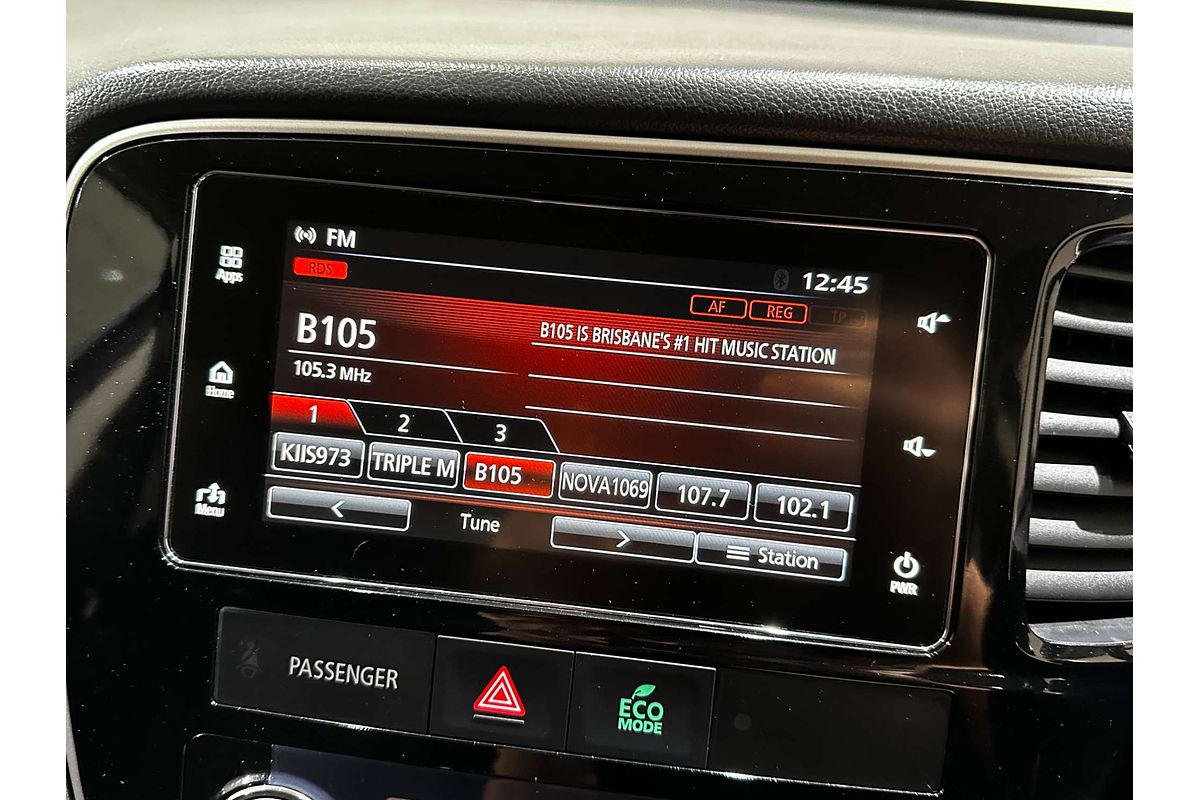 FM
12:45
RDS
AF REG TP
B105
B105 IS BRISBANE'S #1 HIT MUSIC STATION
105.3 MHz
1 2 3
KIIS973 TRIPLE M B105 NOVA1069 107.7 102.1
< Tune > Station
Apps
Home
Menu
PWR
PASSENGER
ECO
MODE